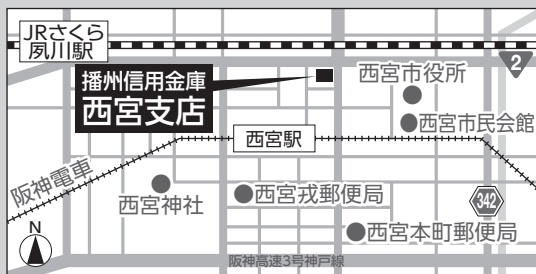 JRさくら
夙川駅
2
播州信用金庫
西宮支店
西宮市役所
西宮市民会館
西宮駅
阪神電車
西宮神社
西宮戎郵便局
342
西宮本町郵便局
N
阪神高速3号神戸線